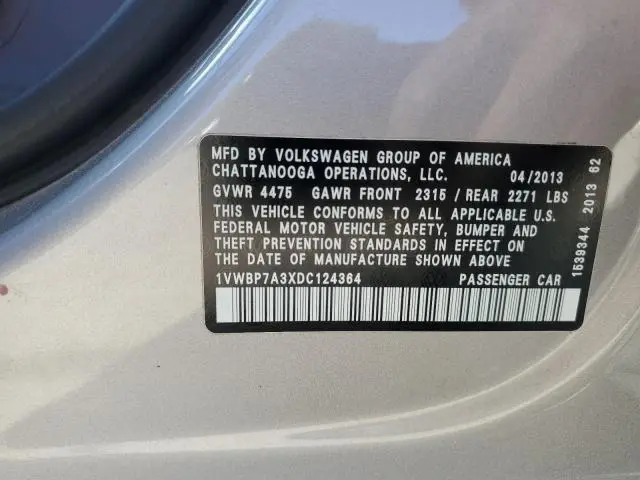 MFD BY VOLKSWAGEN GROUP OF AMERICA
CHATTANOOGA OPERATIONS, LLC. 04/2013
GVWR 4475 GAWR FRONT 2315 / REAR 2271 LBS
THIS VEHICLE CONFORMS TO ALL APPLICABLE U.S.
FEDERAL MOTOR VEHICLE SAFETY, BUMPER AND
THEFT PREVENTION STANDARDS IN EFFECT ON
THE DATE OF MANUFACTURE SHOWN ABOVE
1VWBP7A3XDC124364 PASSENGER CAR
1539344 2013 62